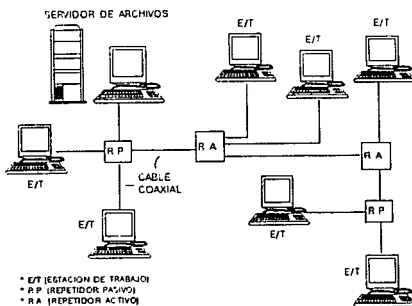 SERVIDOR DE ARCHIVOS
E/T
E/T
E/T
R P
R A
R A
E/T
CABLE
COAXIAL
E/T
R P
E/T
E/T
* E/T (ESTACION DE TRABAJO)
* R P (REPETIDOR PASIVO)
* R A (REPETIDOR ACTIVO)